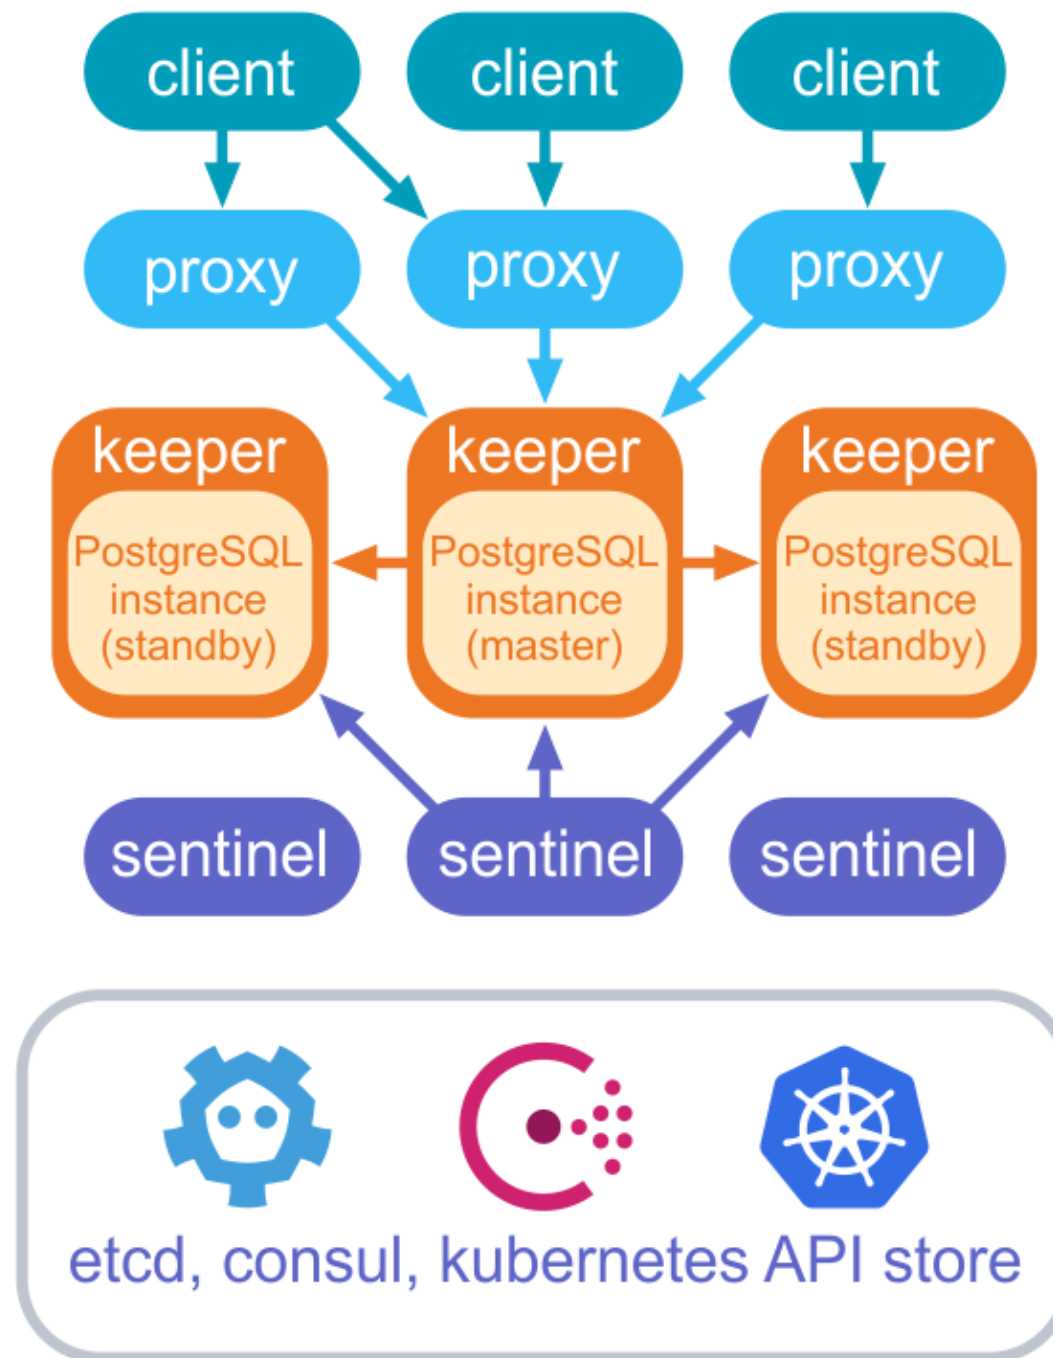 client client client
proxy proxy proxy
keeper keeper keeper
PostgreSQL PostgreSQL PostgreSQL
instance instance instance
(standby) (master) (standby)
sentinel sentinel sentinel
etcd, consul, kubernetes API store